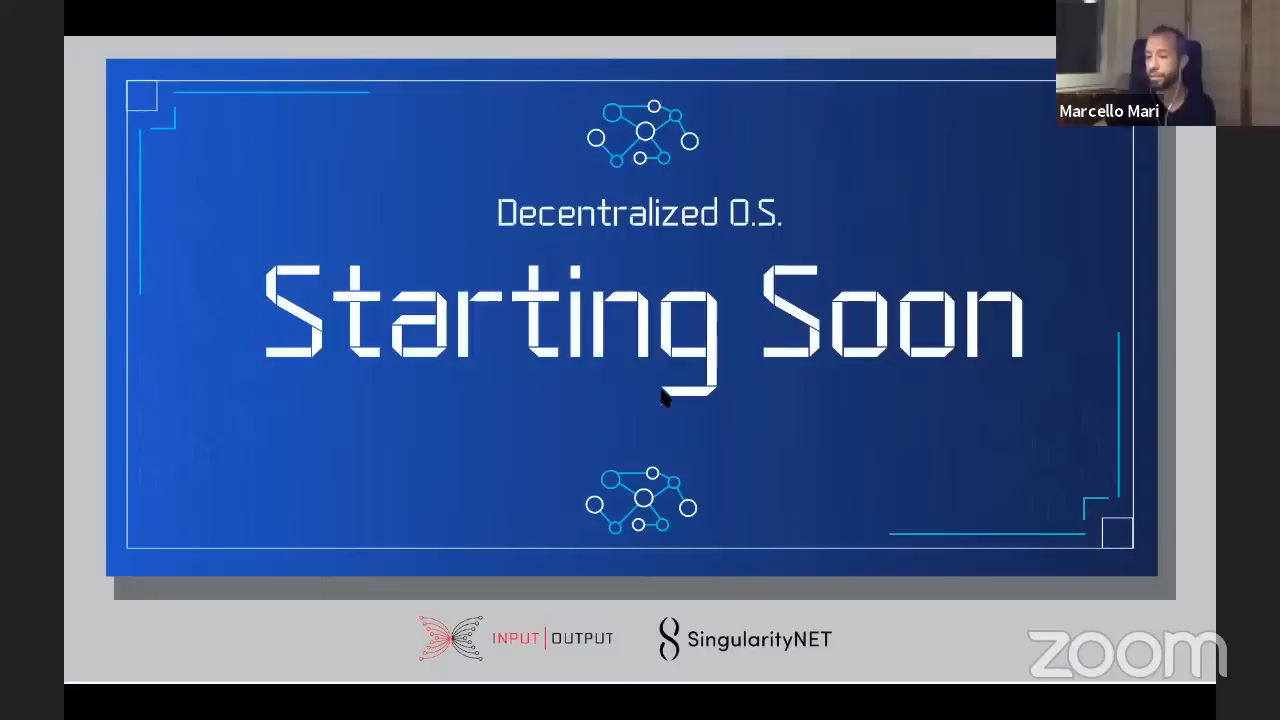 Marcello Mari
Decentralized O.S.
Starting Soon
INPUT | OUTPUT
SingularityNET
zoom